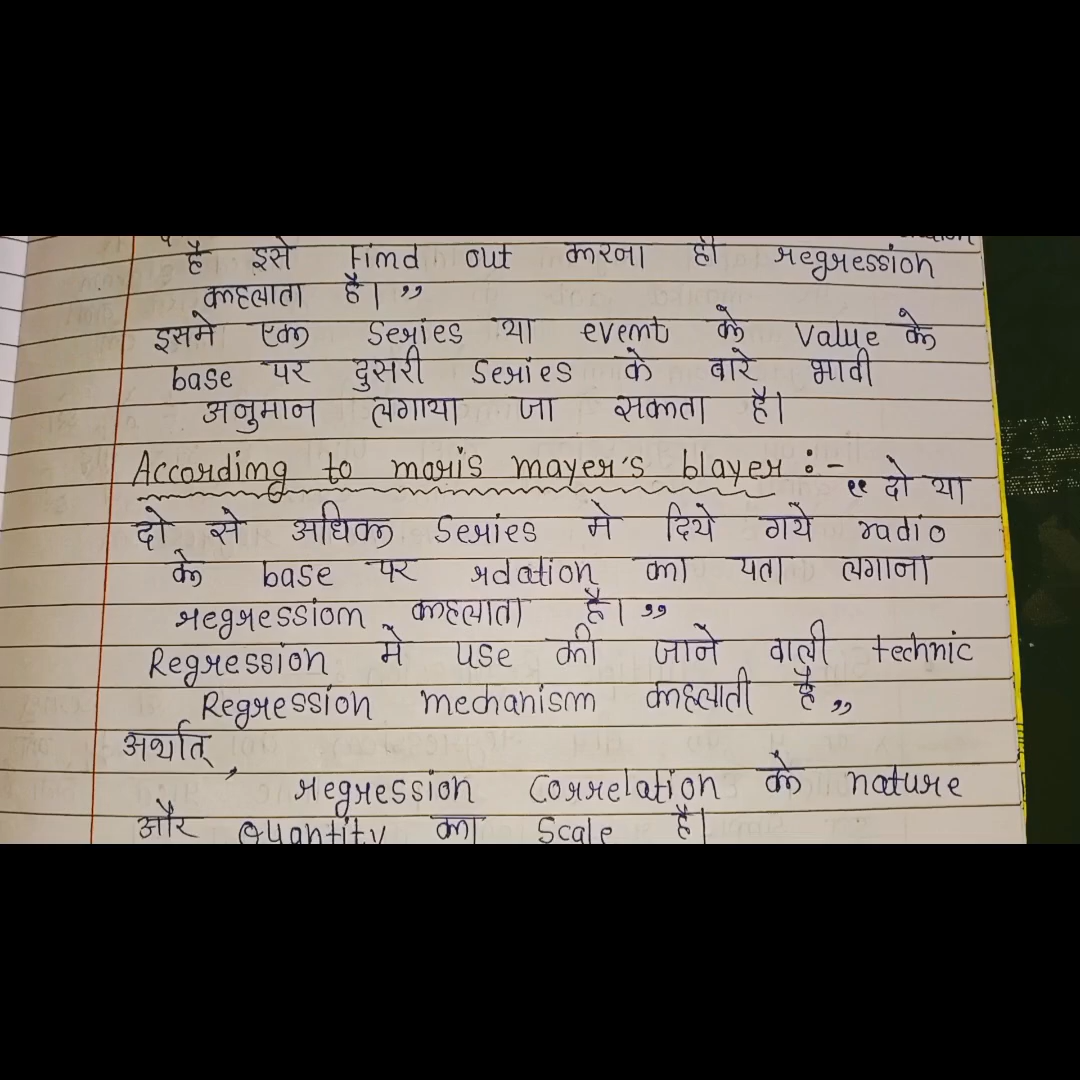 है इसे Find out करना ही regression
कहलाता है।”
इसमे एक Series या event के Value के
base पर दुसरी Series के बारे भावी
अनुमान लगाया जा सकता है।
According to moris mayer's blayer :- “ दो या
दो से अधिक Series मे दिये गये radio
के base पर rdation का पता लगाना
regression कहलाता है।”
Regression मे use की जाने वाली technic
Regression mechanism कहलाती है”
अर्थात्,
regression Correlation के nature
और Quantity का Scale है।